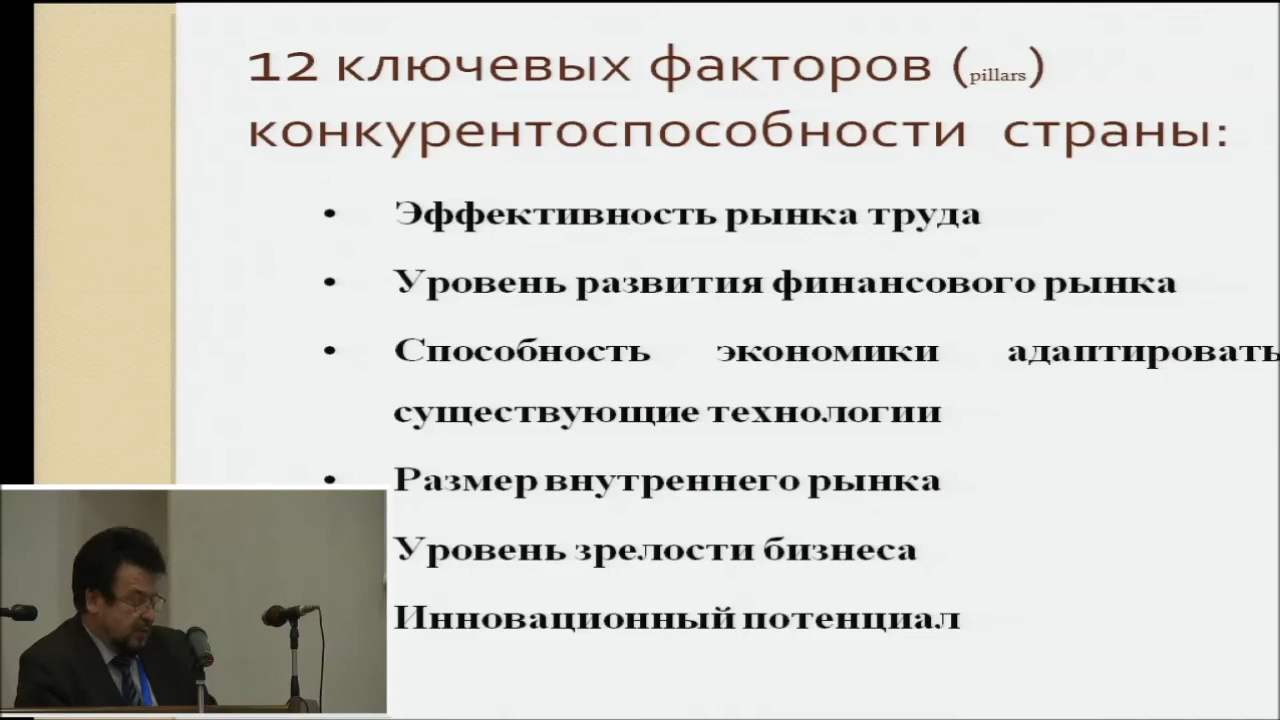 12 ключевых факторов (pillars)
конкурентоспособности страны:
• Эффективность рынка труда
• Уровень развития финансового рынка
• Способность экономики адаптировать
существующие технологии
• Размер внутреннего рынка
Уровень зрелости бизнеса
Инновационный потенциал